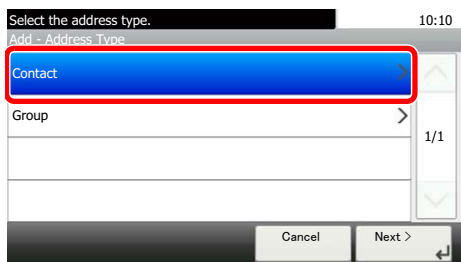 Select the address type.
10:10
Add - Address Type
Contact
Group
1/1
Cancel
Next >